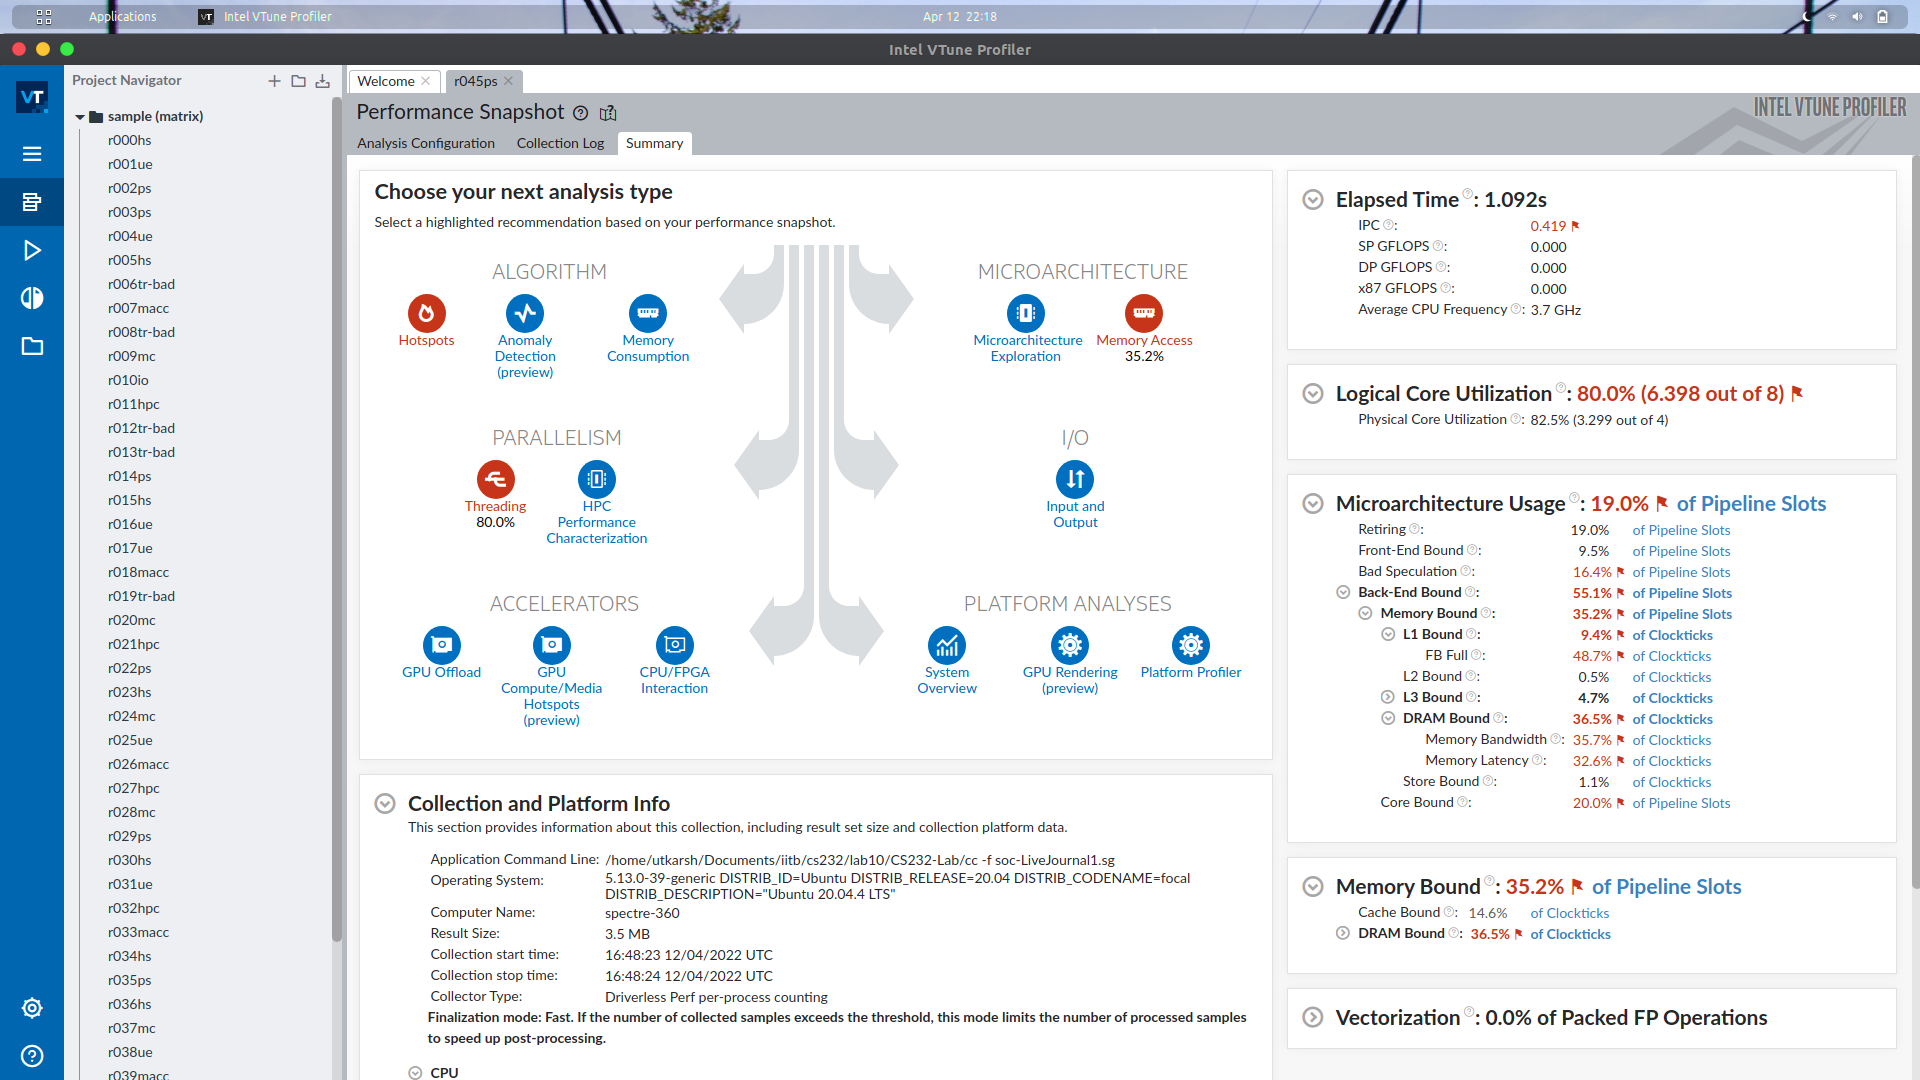 Applications
Intel VTune Profiler
Apr 12 22:18
Intel VTune Profiler
VT
Project Navigator
sample (matrix)
r000hs
r001ue
r002ps
r003ps
r004ue
r005hs
r006tr-bad
r007macc
r008tr-bad
r009mc
r010io
r011hpc
r012tr-bad
r013tr-bad
r014ps
r015hs
r016ue
r017ue
r018macc
r019tr-bad
r020mc
r021hpc
r022ps
r023hs
r024mc
r025ue
r026macc
r027hpc
r028mc
r029ps
r030hs
r031ue
r032hpc
r033macc
r034hs
r035ps
r036hs
r037mc
r038ue
r039macc
Welcome
r045ps
Performance Snapshot
INTEL VTUNE PROFILER
Analysis Configuration
Collection Log
Summary
Choose your next analysis type
Select a highlighted recommendation based on your performance snapshot.
ALGORITHM
Hotspots
Anomaly
Detection
(preview)
Memory
Consumption
MICROARCHITECTURE
Microarchitecture
Exploration
Memory Access
35.2%
PARALLELISM
Threading
80.0%
HPC
Performance
Characterization
I/O
Input and
Output
ACCELERATORS
GPU Offload
GPU
Compute/Media
Hotspots
(preview)
CPU/FPGA
Interaction
PLATFORM ANALYSES
System
Overview
GPU Rendering
(preview)
Platform Profiler
Collection and Platform Info
This section provides information about this collection, including result set size and collection platform data.
Application Command Line: /home/utkarsh/Documents/iitb/cs232/lab10/CS232-Lab/cc -f soc-LiveJournal1.sg
Operating System: 5.13.0-39-generic DISTRIB_ID=Ubuntu DISTRIB_RELEASE=20.04 DISTRIB_CODENAME=focal
DISTRIB_DESCRIPTION="Ubuntu 20.04.4 LTS"
Computer Name: spectre-360
Result Size: 3.5 MB
Collection start time: 16:48:23 12/04/2022 UTC
Collection stop time: 16:48:24 12/04/2022 UTC
Collector Type: Driverless Perf per-process counting
Finalization mode: Fast. If the number of collected samples exceeds the threshold, this mode limits the number of processed samples
to speed up post-processing.
CPU
Elapsed Time : 1.092s
IPC : 0.419
SP GFLOPS : 0.000
DP GFLOPS : 0.000
x87 GFLOPS : 0.000
Average CPU Frequency : 3.7 GHz
Logical Core Utilization : 80.0% (6.398 out of 8)
Physical Core Utilization : 82.5% (3.299 out of 4)
Microarchitecture Usage : 19.0% of Pipeline Slots
Retiring : 19.0% of Pipeline Slots
Front-End Bound : 9.5% of Pipeline Slots
Bad Speculation : 16.4% of Pipeline Slots
Back-End Bound : 55.1% of Pipeline Slots
Memory Bound : 35.2% of Pipeline Slots
L1 Bound : 9.4% of Clockticks
FB Full : 48.7% of Clockticks
L2 Bound : 0.5% of Clockticks
L3 Bound : 4.7% of Clockticks
DRAM Bound : 36.5% of Clockticks
Memory Bandwidth : 35.7% of Clockticks
Memory Latency : 32.6% of Clockticks
Store Bound : 1.1% of Clockticks
Core Bound : 20.0% of Pipeline Slots
Memory Bound : 35.2% of Pipeline Slots
Cache Bound : 14.6% of Clockticks
DRAM Bound : 36.5% of Clockticks
Vectorization : 0.0% of Packed FP Operations